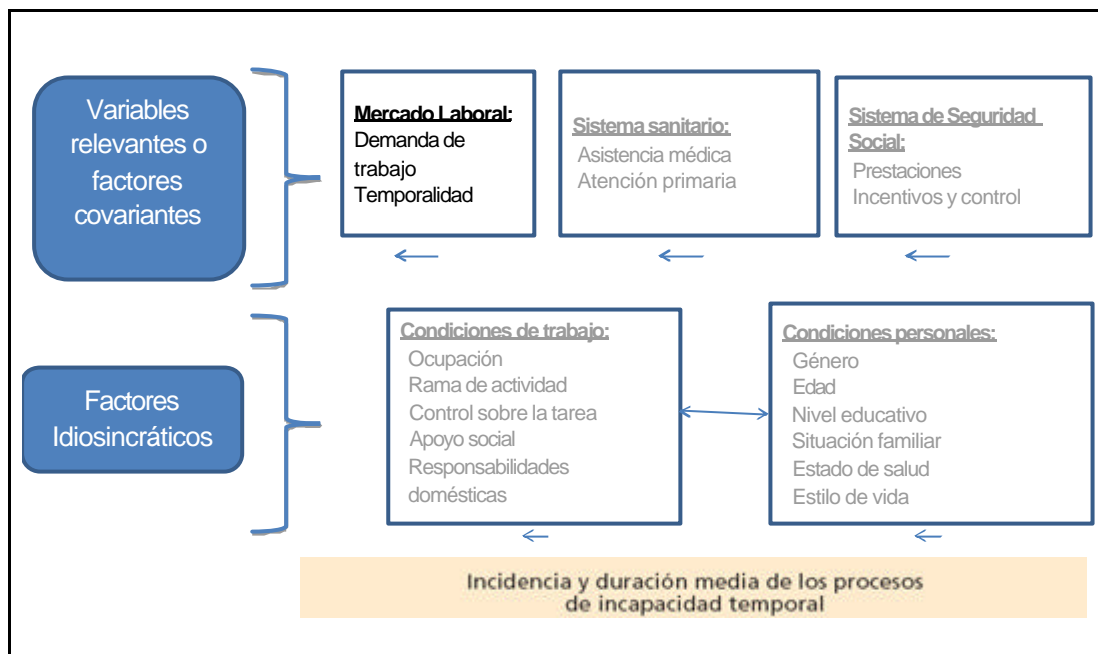 Variables
relevantes o
factores
covariantes
Mercado Laboral:
Demanda de
trabajo
Temporalidad
Sistema sanitario:
Asistencia médica
Atención primaria
Sistema de Seguridad
Social:
Prestaciones
Incentivos y control
Factores
Idiosincráticos
Condiciones de trabajo:
Ocupación
Rama de actividad
Control sobre la tarea
Apoyo social
Responsabilidades
domésticas
Condiciones personales:
Género
Edad
Nivel educativo
Situación familiar
Estado de salud
Estilo de vida
Incidencia y duración media de los procesos
de incapacidad temporal